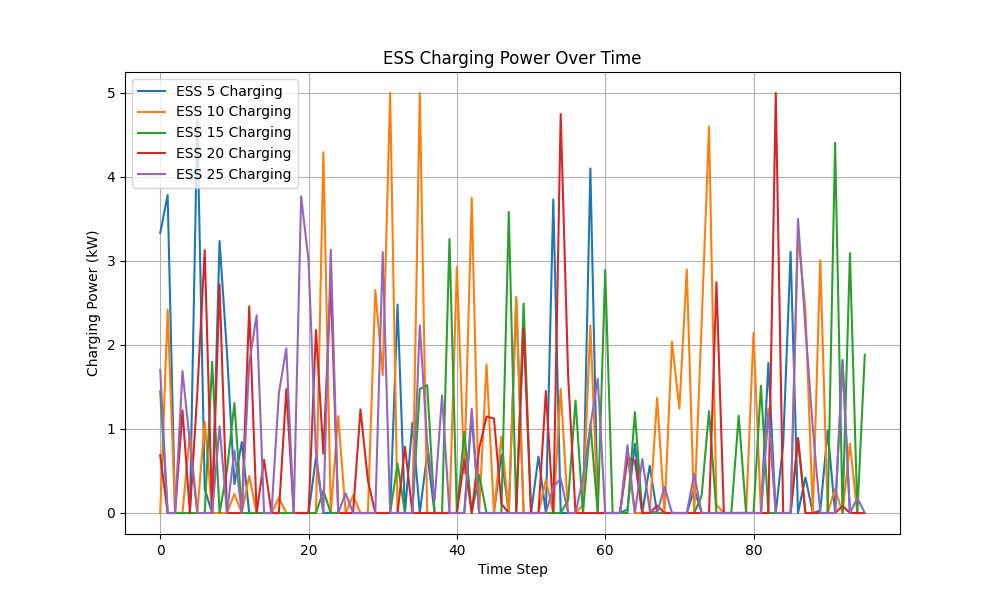 ESS Charging Power Over Time
5
4
3
2
1
0
Charging Power (kW)
ESS 5 Charging
ESS 10 Charging
ESS 15 Charging
ESS 20 Charging
ESS 25 Charging
0 20 40 60 80
Time Step